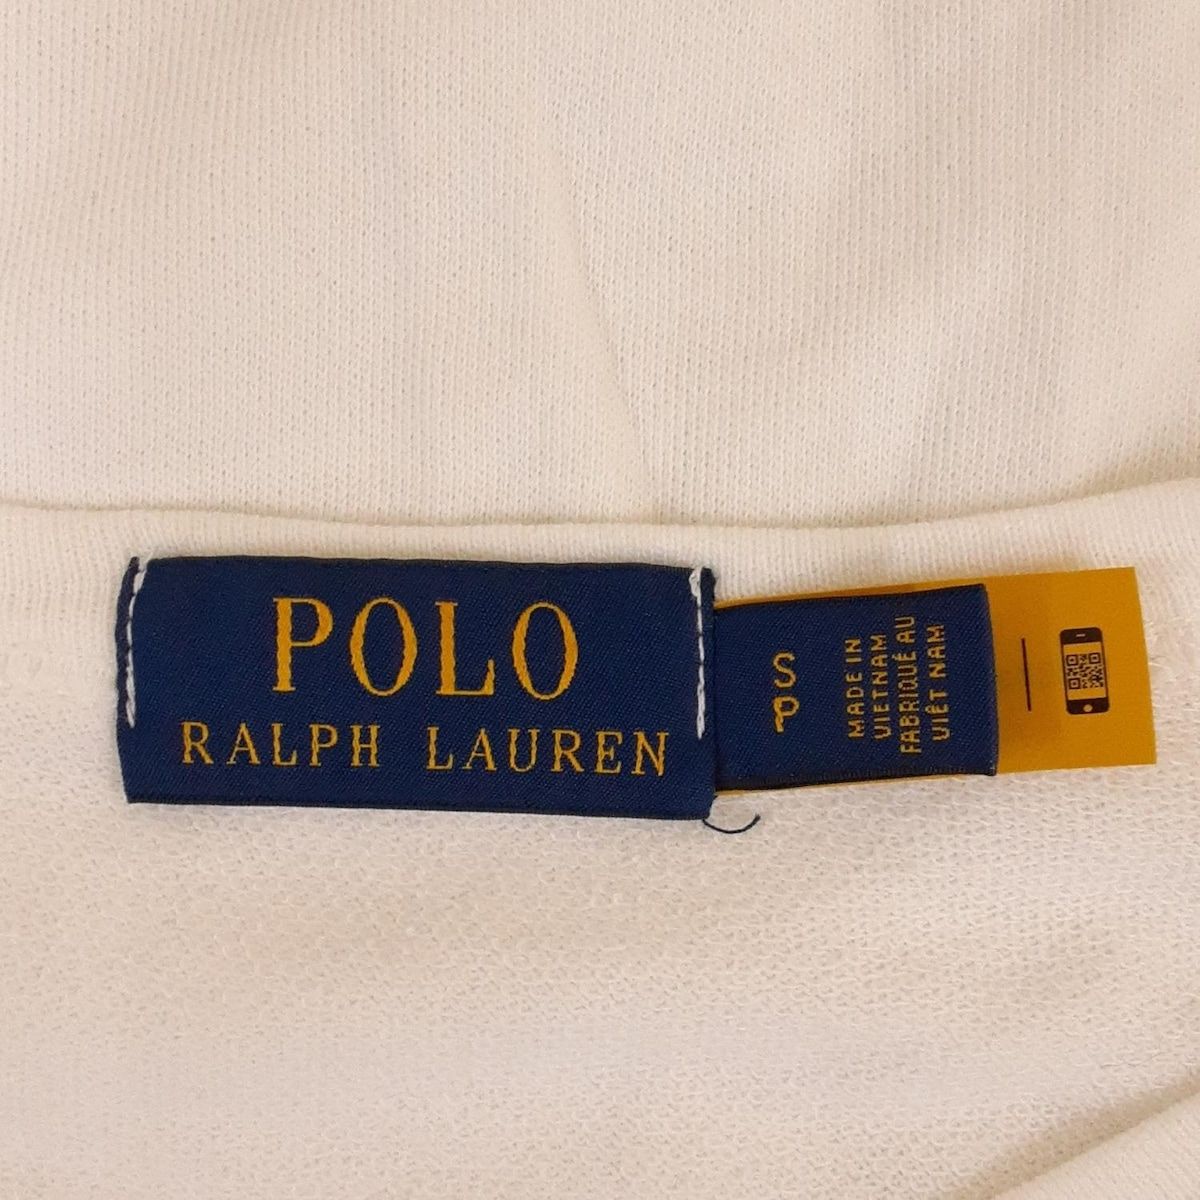 POLO
RALPH LAUREN
S
P
MADE IN
VIETNAM
FABRIQUÉ AU
VIÊT NAM